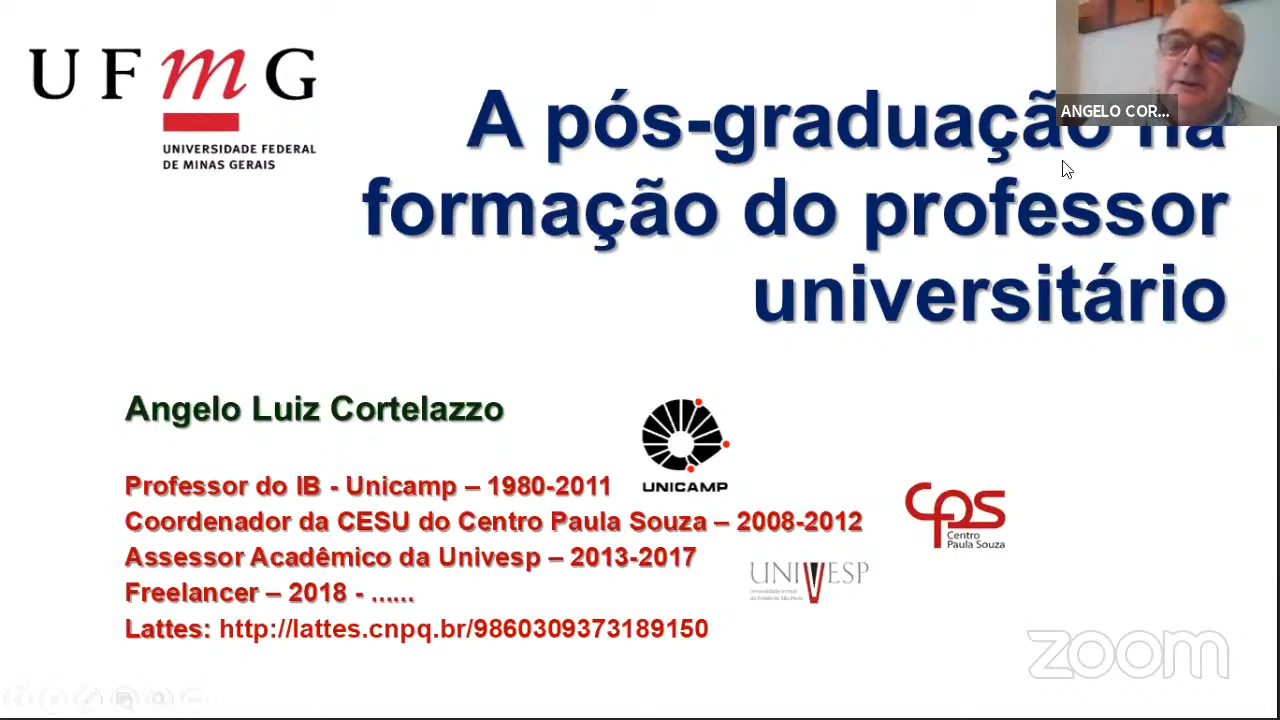 UFmG
UNIVERSIDADE FEDERAL
DE MINAS GERAIS
ANGELO COR...
A pós-graduação na
formação do professor
universitário
Angelo Luiz Cortelazzo
UNICAMP
Professor do IB - Unicamp – 1980-2011
Coordenador da CESU do Centro Paula Souza – 2008-2012
cps
Centro
Paula Souza
Assessor Acadêmico da Univesp – 2013-2017
UNIVESP
Freelancer – 2018 - ......
Lattes: http://lattes.cnpq.br/9860309373189150
zoom